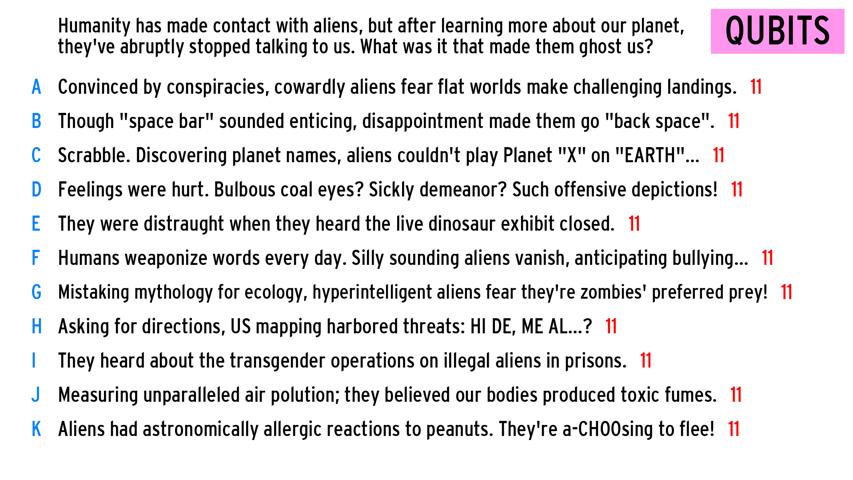 Humanity has made contact with aliens, but after learning more about our planet,
they've abruptly stopped talking to us. What was it that made them ghost us?
QUBITS
A Convinced by conspiracies, cowardly aliens fear flat worlds make challenging landings. 11
B Though "space bar" sounded enticing, disappointment made them go "back space". 11
C Scrabble. Discovering planet names, aliens couldn't play Planet "X" on "EARTH"... 11
D Feelings were hurt. Bulbous coal eyes? Sickly demeanor? Such offensive depictions! 11
E They were distraught when they heard the live dinosaur exhibit closed. 11
F Humans weaponize words every day. Silly sounding aliens vanish, anticipating bullying... 11
G Mistaking mythology for ecology, hyperintelligent aliens fear they're zombies' preferred prey! 11
H Asking for directions, US mapping harbored threats: HI DE, ME AL...? 11
I They heard about the transgender operations on illegal aliens in prisons. 11
J Measuring unparalleled air polution; they believed our bodies produced toxic fumes. 11
K Aliens had astronomically allergic reactions to peanuts. They're a-CHOOsing to flee! 11